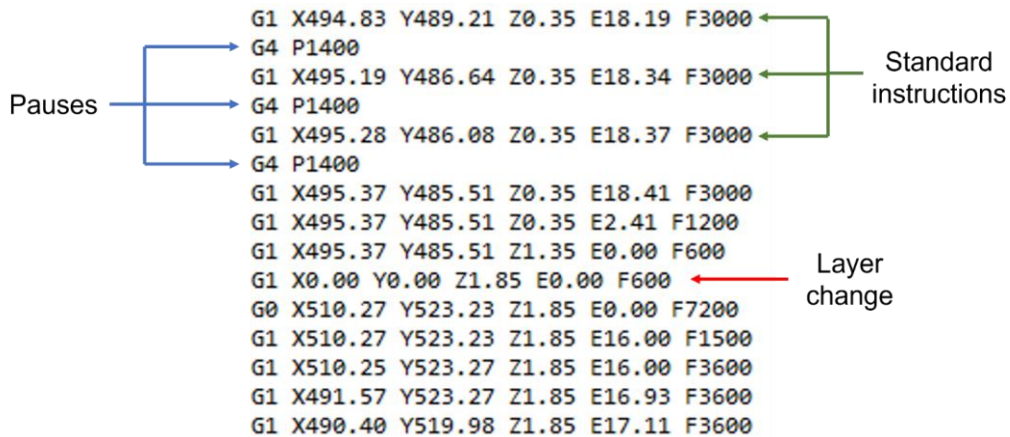 G1 X494.83 Y489.21 Z0.35 E18.19 F3000
G4 P1400
G1 X495.19 Y486.64 Z0.35 E18.34 F3000
G4 P1400
G1 X495.28 Y486.08 Z0.35 E18.37 F3000
G4 P1400
G1 X495.37 Y485.51 Z0.35 E18.41 F3000
G1 X495.37 Y485.51 Z0.35 E2.41 F1200
G1 X495.37 Y485.51 Z1.35 E0.00 F600
G1 X0.00 Y0.00 Z1.85 E0.00 F600
G0 X510.27 Y523.23 Z1.85 E0.00 F7200
G1 X510.27 Y523.23 Z1.85 E16.00 F1500
G1 X510.25 Y523.27 Z1.85 E16.00 F3600
G1 X491.57 Y523.27 Z1.85 E16.93 F3600
G1 X490.40 Y519.98 Z1.85 E17.11 F3600
Pauses
Standard
instructions
Layer
change